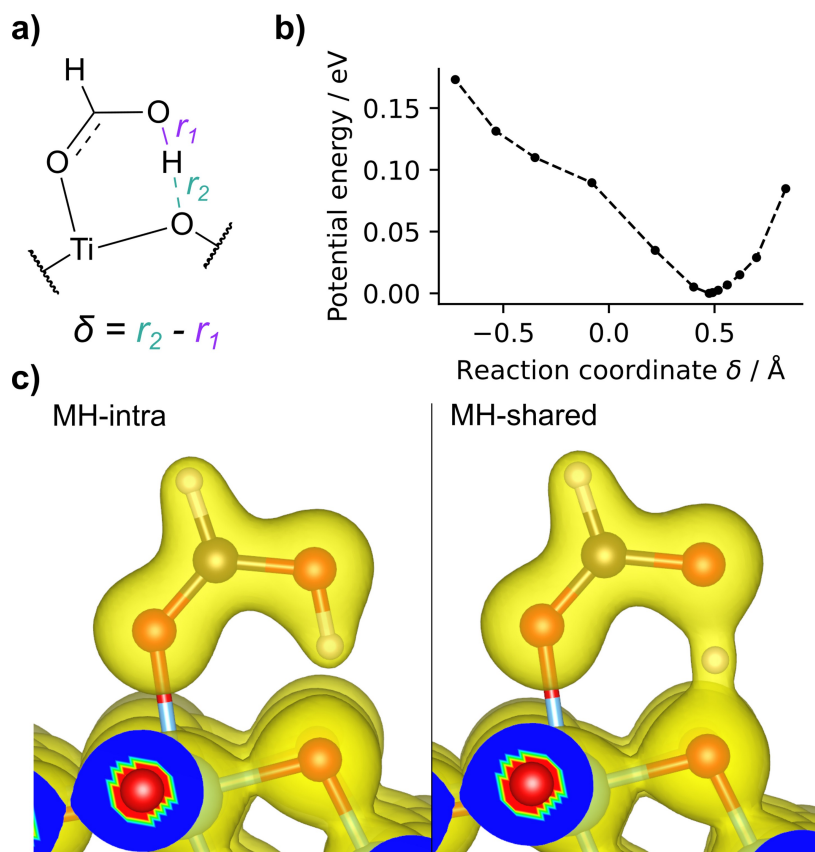 a)
H
O
r1
H
O
r2
O
Ti
δ = r2 - r1
b)
Potential energy / eV
0.15
0.10
0.05
0.00
−0.5
0.0
0.5
Reaction coordinate δ / Å
c)
MH-intra
MH-shared